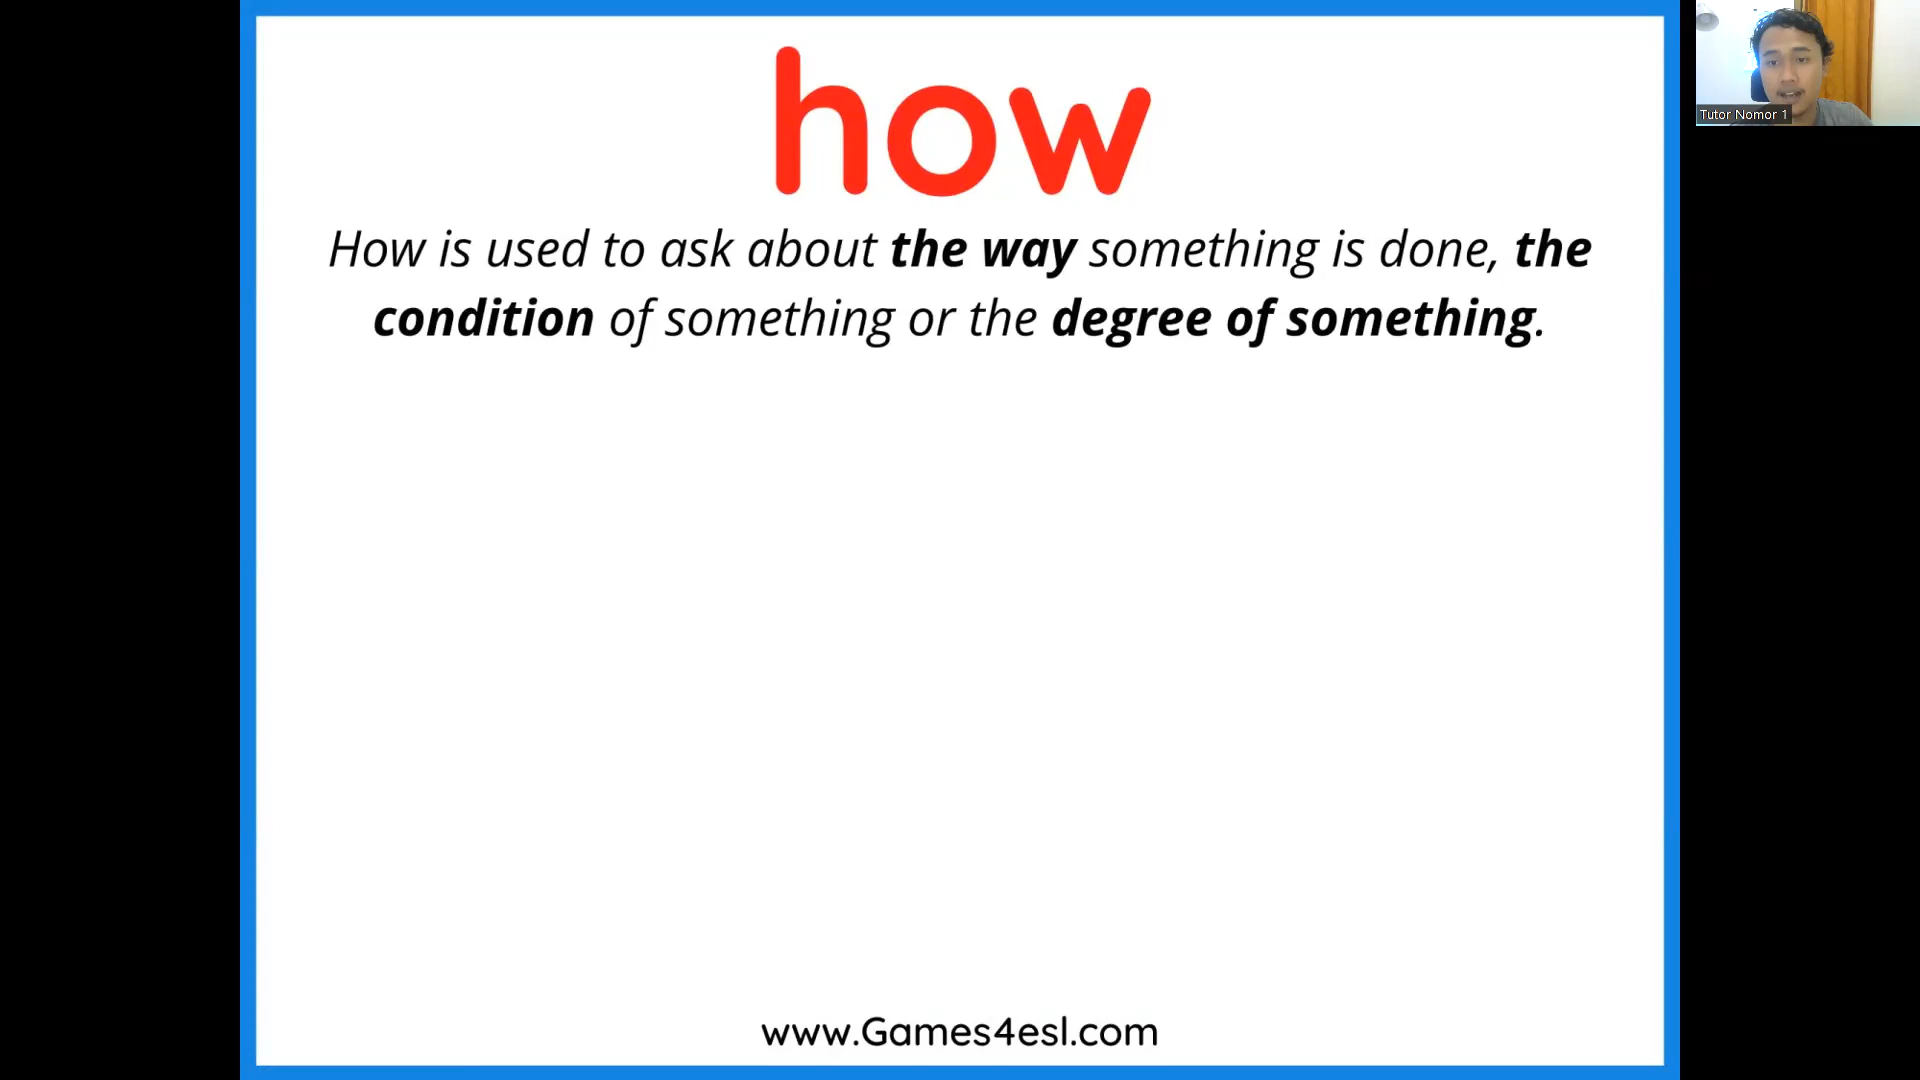 how
How is used to ask about the way something is done, the
condition of something or the degree of something.
www.Games4esl.com
Tutor Nomor 1